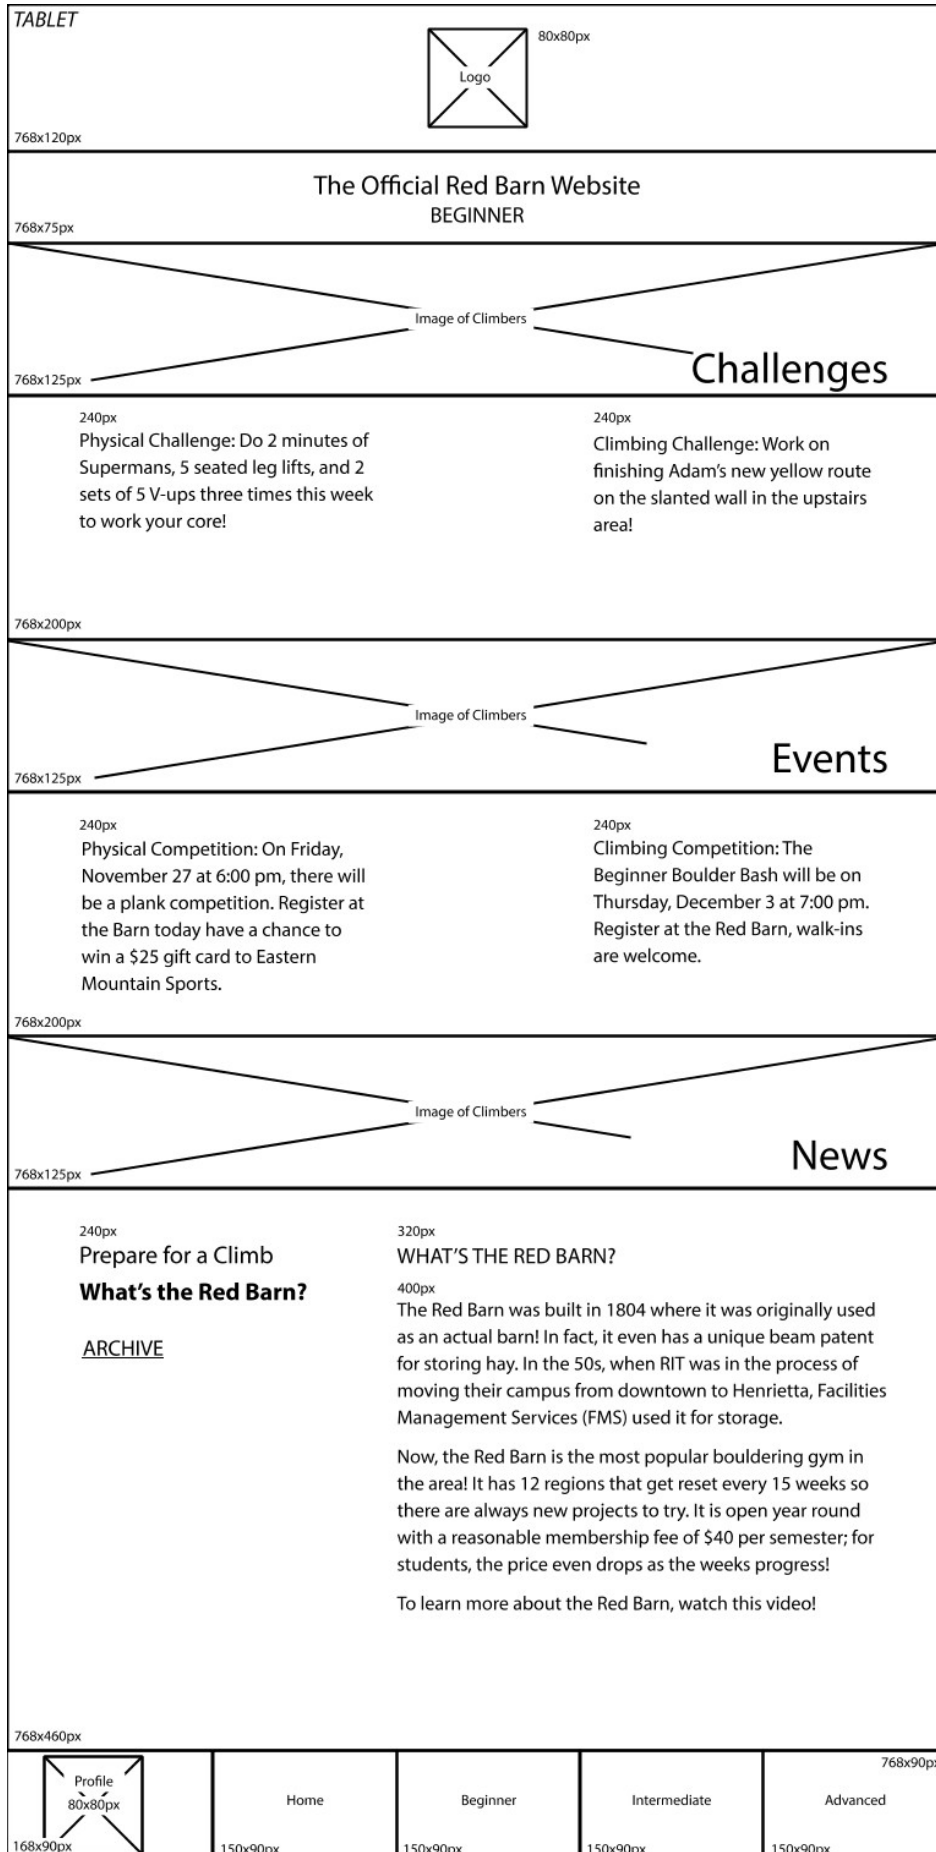 TABLET
80x80px
Logo
768x120px
The Official Red Barn Website
BEGINNER
768x75px
Image of Climbers
768x125px
Challenges
240px
Physical Challenge: Do 2 minutes of
Supermans, 5 seated leg lifts, and 2
sets of 5 V-ups three times this week
to work your core!
240px
Climbing Challenge: Work on
finishing Adam's new yellow route
on the slanted wall in the upstairs
area!
768x200px
Image of Climbers
768x125px
Events
240px
Physical Competition: On Friday,
November 27 at 6:00 pm, there will
be a plank competition. Register at
the Barn today have a chance to
win a $25 gift card to Eastern
Mountain Sports.
240px
Climbing Competition: The
Beginner Boulder Bash will be on
Thursday, December 3 at 7:00 pm.
Register at the Red Barn, walk-ins
are welcome.
768x200px
Image of Climbers
768x125px
News
240px
Prepare for a Climb
What's the Red Barn?
ARCHIVE
320px
WHAT'S THE RED BARN?
400px
The Red Barn was built in 1804 where it was originally used
as an actual barn! In fact, it even has a unique beam patent
for storing hay. In the 50s, when RIT was in the process of
moving their campus from downtown to Henrietta, Facilities
Management Services (FMS) used it for storage.
Now, the Red Barn is the most popular bouldering gym in
the area! It has 12 regions that get reset every 15 weeks so
there are always new projects to try. It is open year round
with a reasonable membership fee of $40 per semester; for
students, the price even drops as the weeks progress!
To learn more about the Red Barn, watch this video!
768x460px
768x90px
Profile
80x80px
168x90px
Home
150x90px
Beginner
150x90px
Intermediate
150x90px
Advanced
150x90px